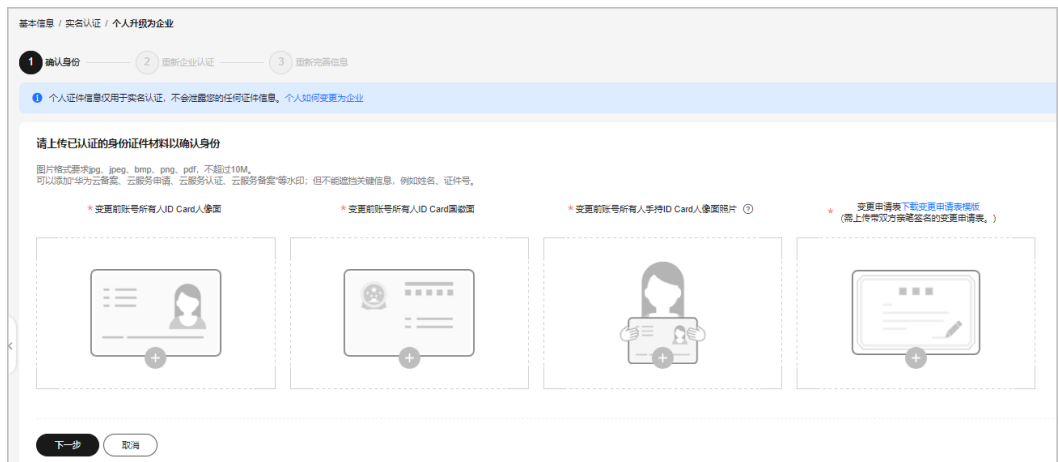 基本信息 / 实名认证 / 个人升级为企业
1 确认身份 2 重新企业认证 3 重新完善信息
个人证件信息仅用于实名认证，不会泄露您的任何证件信息。个人如何变更为企业
请上传已认证的身份证件材料以确认身份
图片格式要求jpg、jpeg、bmp、png、pdf，不超过10M。
可以添加“华为云备案、云服务申请、云服务认证、云服务备案”等水印；但不能遮挡关键信息，例如姓名、证件号。
* 变更前账号所有人ID Card人像面
* 变更前账号所有人ID Card国徽面
* 变更前账号所有人手持ID Card人像面照片 ?
* 变更申请表下载变更申请表模版
（需上传带双方亲笔签名的变更申请表。）
下一步 取消